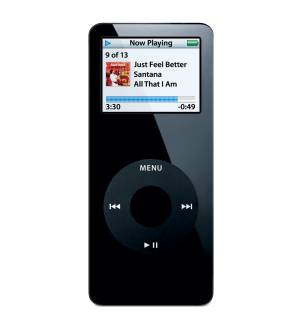 Now Playing
9 of 13
Just Feel Better
Santana
All That I Am
3:30 -0:49
MENU